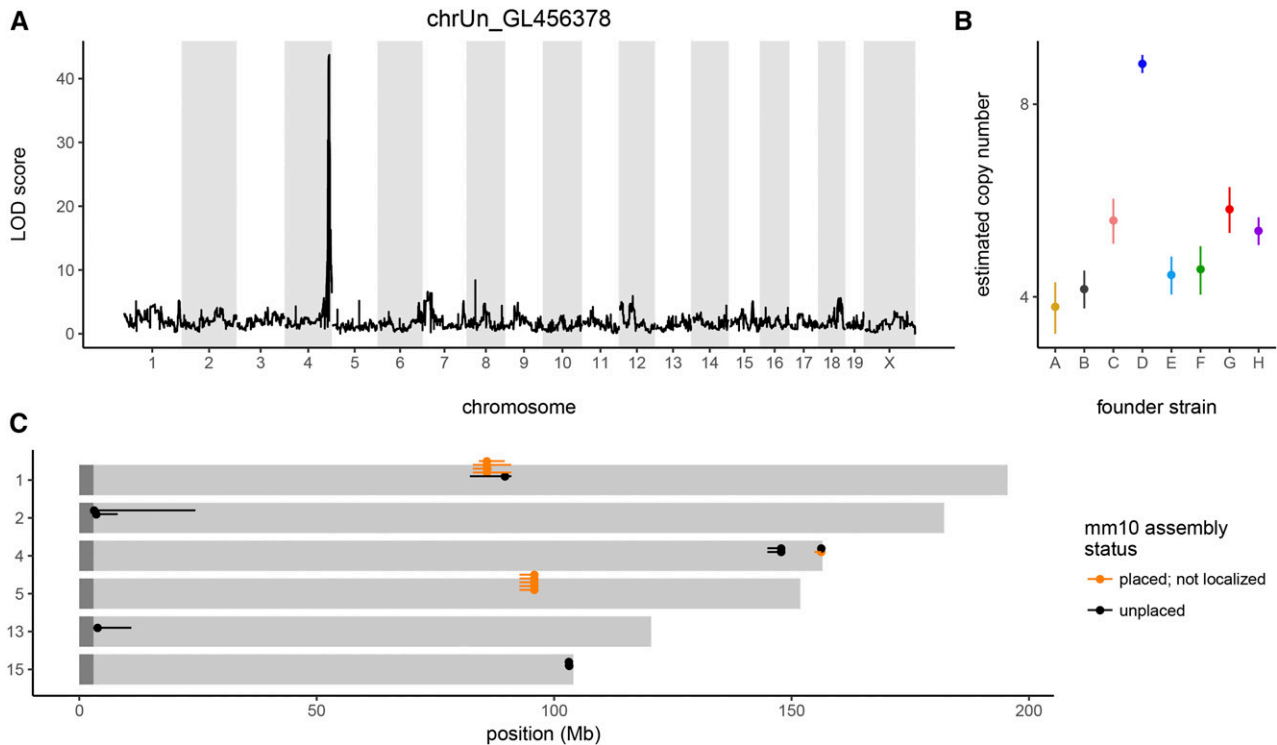 A
chrUn_GL456378
LOD score
40
30
20
10
0
1 2 3 4 5 6 7 8 9 10 11 12 13 14 15 16 17 18 19 X
chromosome
B
estimated copy number
8
4
A B C D E F G H
founder strain
C
1
2
4
5
13
15
0 50 100 150 200
position (Mb)
mm10 assembly
status
placed; not localized
unplaced